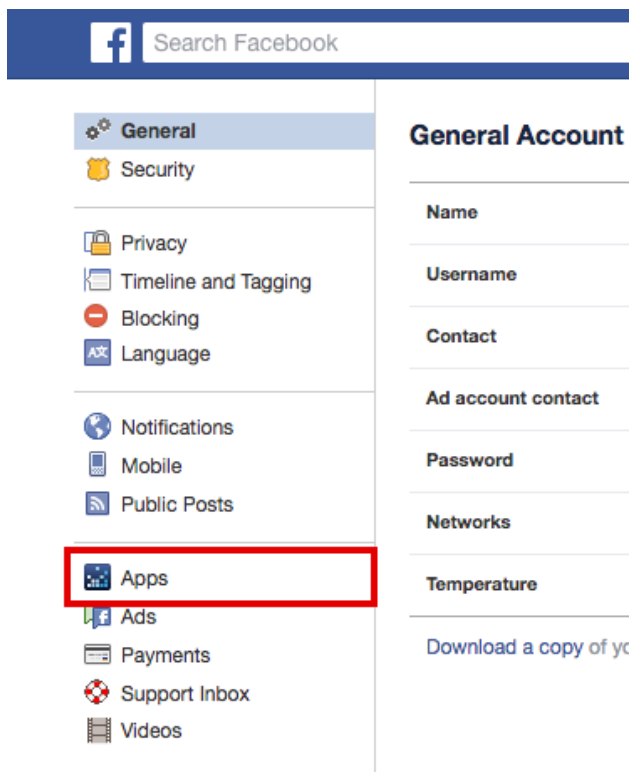 Search Facebook
General
Security
Privacy
Timeline and Tagging
Blocking
Language
Notifications
Mobile
Public Posts
Apps
Ads
Payments
Support Inbox
Videos
General Account
Name
Username
Contact
Ad account contact
Password
Networks
Temperature
Download a copy of yo